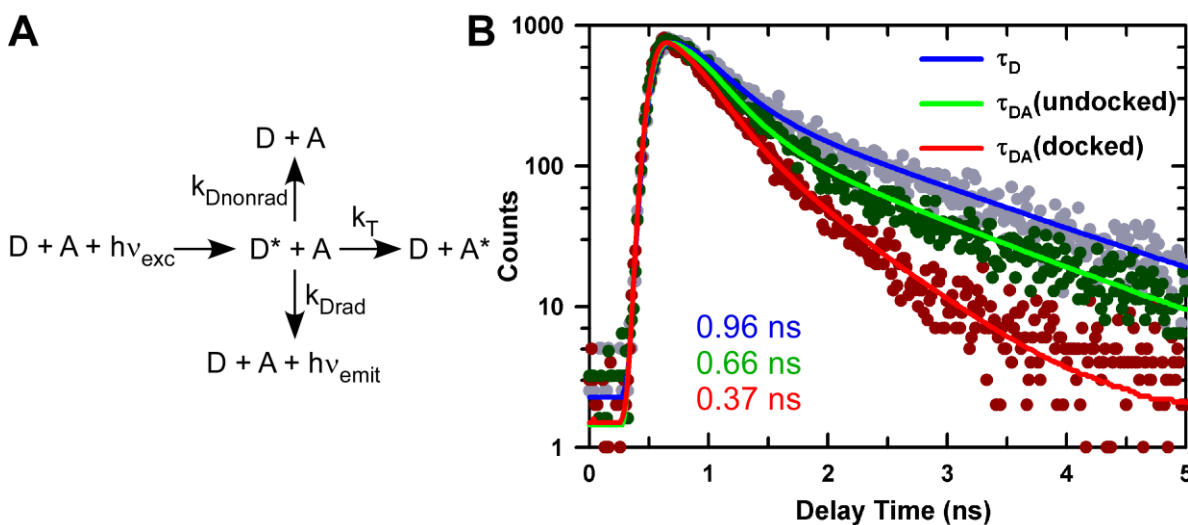 A
D + A
kDnonrad
kT
D + A + hνexc
D* + A
D + A*
kDrad
D + A + hνemit
B
1000
100
10
1
Counts
τD
τDA(undocked)
τDA(docked)
0.96 ns
0.66 ns
0.37 ns
0
1
2
3
4
5
Delay Time (ns)